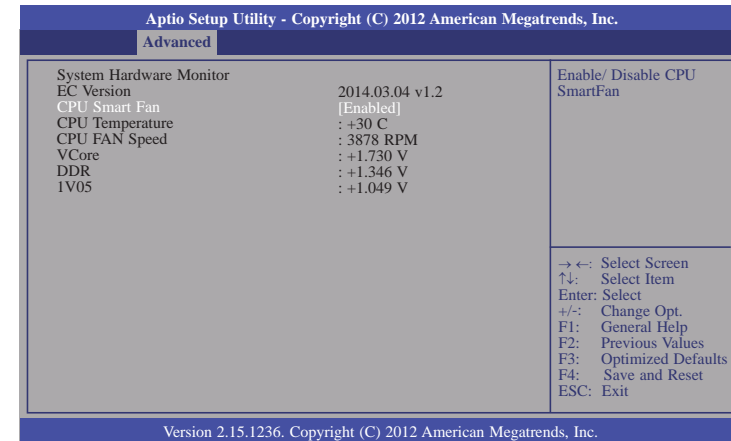 Aptio Setup Utility - Copyright (C) 2012 American Megatrends, Inc.
Advanced
System Hardware Monitor
EC Version 2014.03.04 v1.2
CPU Smart Fan [Enabled]
CPU Temperature : +30 C
CPU FAN Speed : 3878 RPM
VCore : +1.730 V
DDR : +1.346 V
1V05 : +1.049 V
Enable/ Disable CPU
SmartFan
→ ←: Select Screen
↑↓: Select Item
Enter: Select
+/-: Change Opt.
F1: General Help
F2: Previous Values
F3: Optimized Defaults
F4: Save and Reset
ESC: Exit
Version 2.15.1236. Copyright (C) 2012 American Megatrends, Inc.